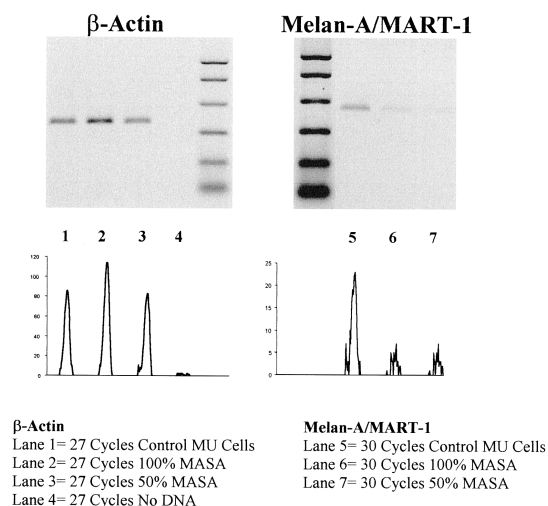 β-Actin
Melan-A/MART-1
1 2 3 4
5 6 7
120
100
80
60
40
20
0
25
20
15
10
5
0
β-Actin
Lane 1= 27 Cycles Control MU Cells
Lane 2= 27 Cycles 100% MASA
Lane 3= 27 Cycles 50% MASA
Lane 4= 27 Cycles No DNA
Melan-A/MART-1
Lane 5= 30 Cycles Control MU Cells
Lane 6= 30 Cycles 100% MASA
Lane 7= 30 Cycles 50% MASA